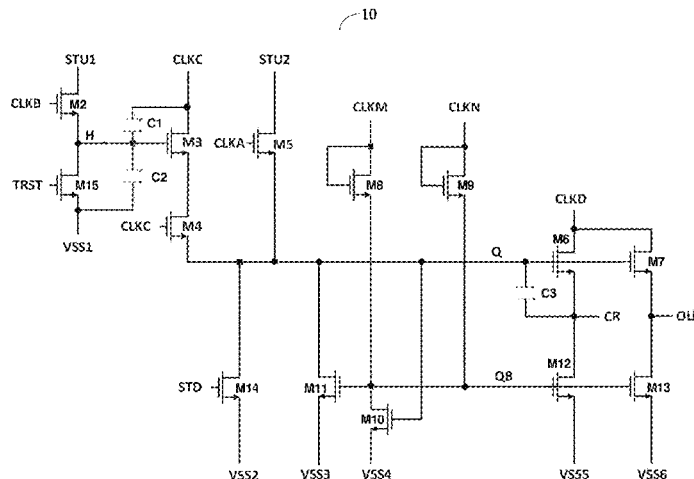 10
STU1
CLKC
STU2
CLKM
CLKN
CLKB
M2
C1
H
M3
CLKA
M5
M8
M9
TRST
M15
C2
CLKD
VSS1
CLKC
M4
M6
Q
M7
C3
CR
OU
M12
STD
M14
M11
QB
M13
M10
VSS2
VSS3
VSS4
VSS5
VSS6